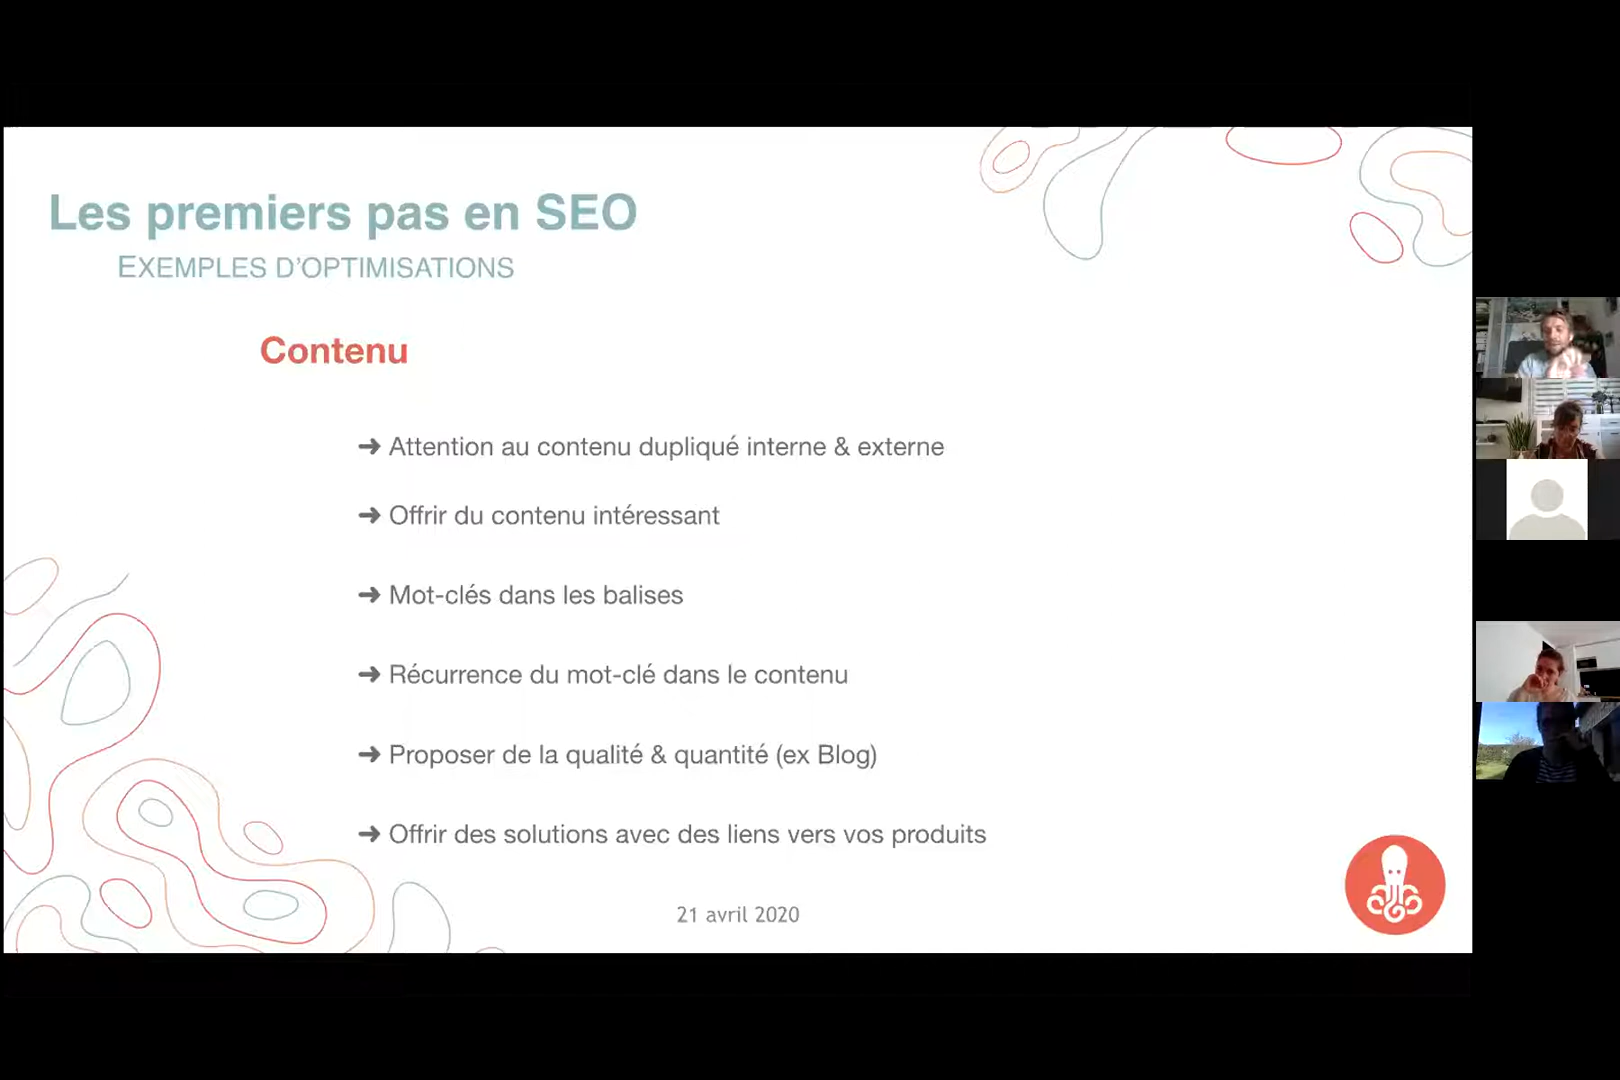 Les premiers pas en SEO
EXEMPLES D'OPTIMISATIONS
Contenu
➜ Attention au contenu dupliqué interne & externe
➜ Offrir du contenu intéressant
➜ Mot-clés dans les balises
➜ Récurrence du mot-clé dans le contenu
➜ Proposer de la qualité & quantité (ex Blog)
➜ Offrir des solutions avec des liens vers vos produits
21 avril 2020